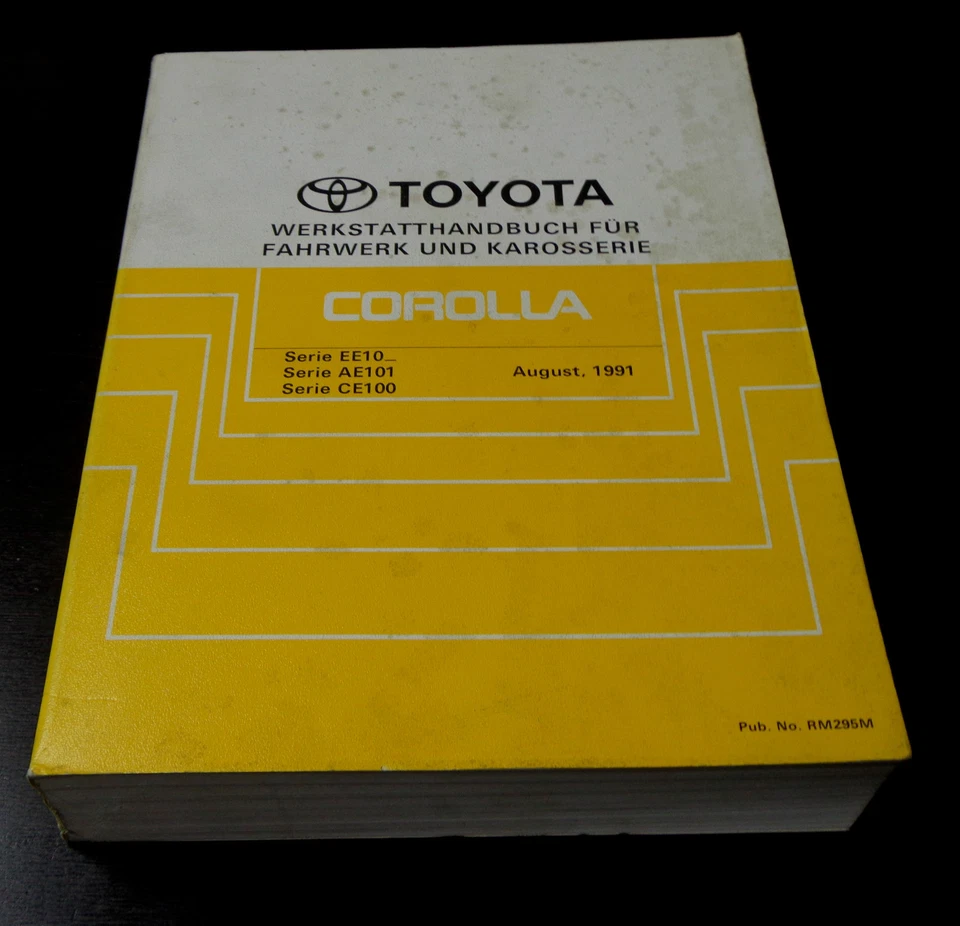 TOYOTA
WERKSTATTHANDBUCH FÜR
FAHRWERK UND KAROSSERIE
COROLLA
Serie EE10_
Serie AE101
Serie CE100
August, 1991
Pub. No. RM295M